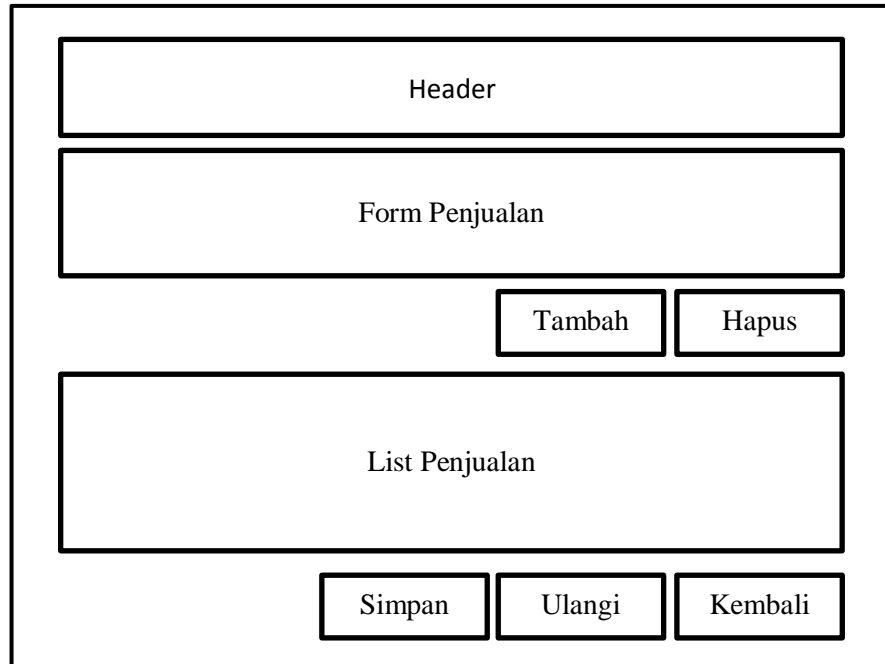 Header
Form Penjualan
Tambah
Hapus
List Penjualan
Simpan
Ulangi
Kembali